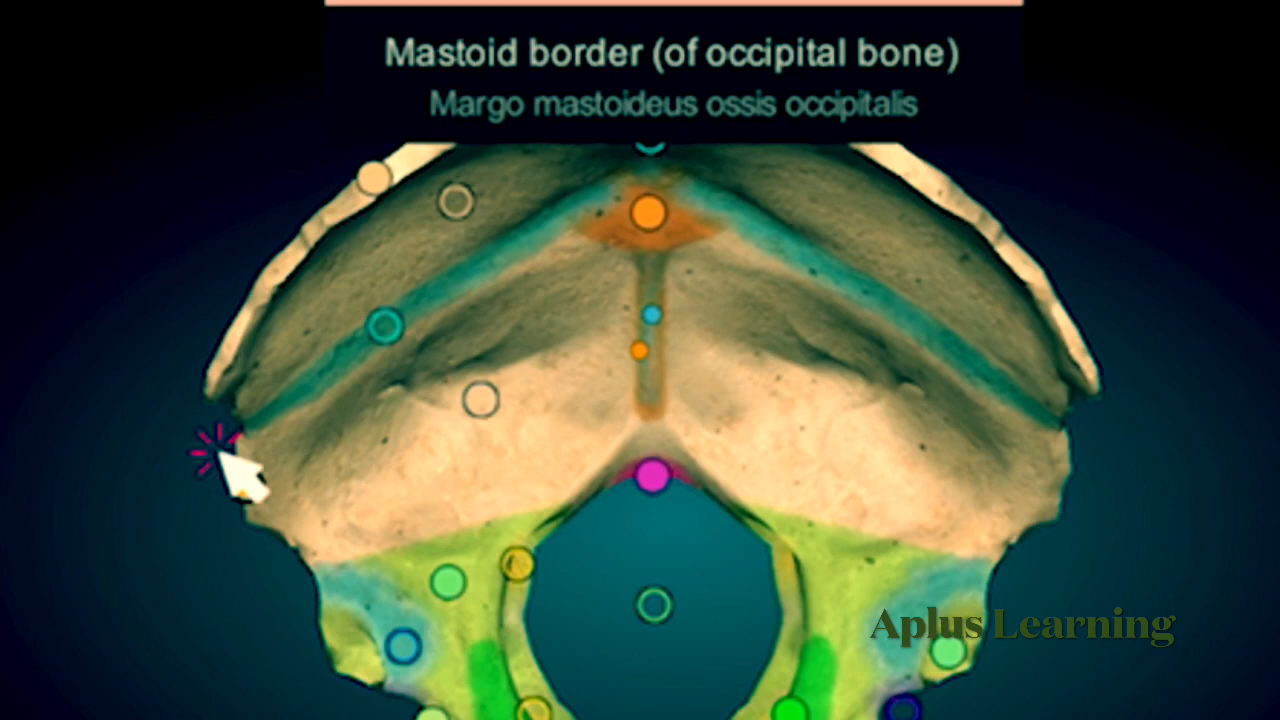 Mastoid border (of occipital bone)
Margo mastoideus ossis occipitalis
Aplus Learning